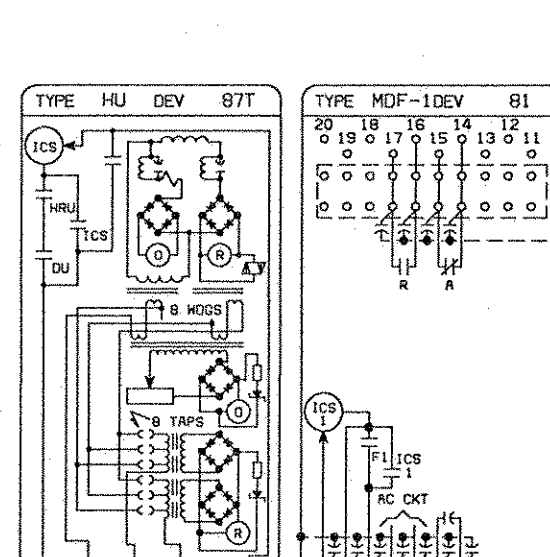 TYPE HU DEV 87T
ICS
HRU
ICS
DU
O
R
8 WDGS
O
8 TAPS
R
TYPE MDF-1DEV 81
20 18 16 14 12
19 17 15 13 11
R A
ICS
1
F1 ICS
1
AC CKT